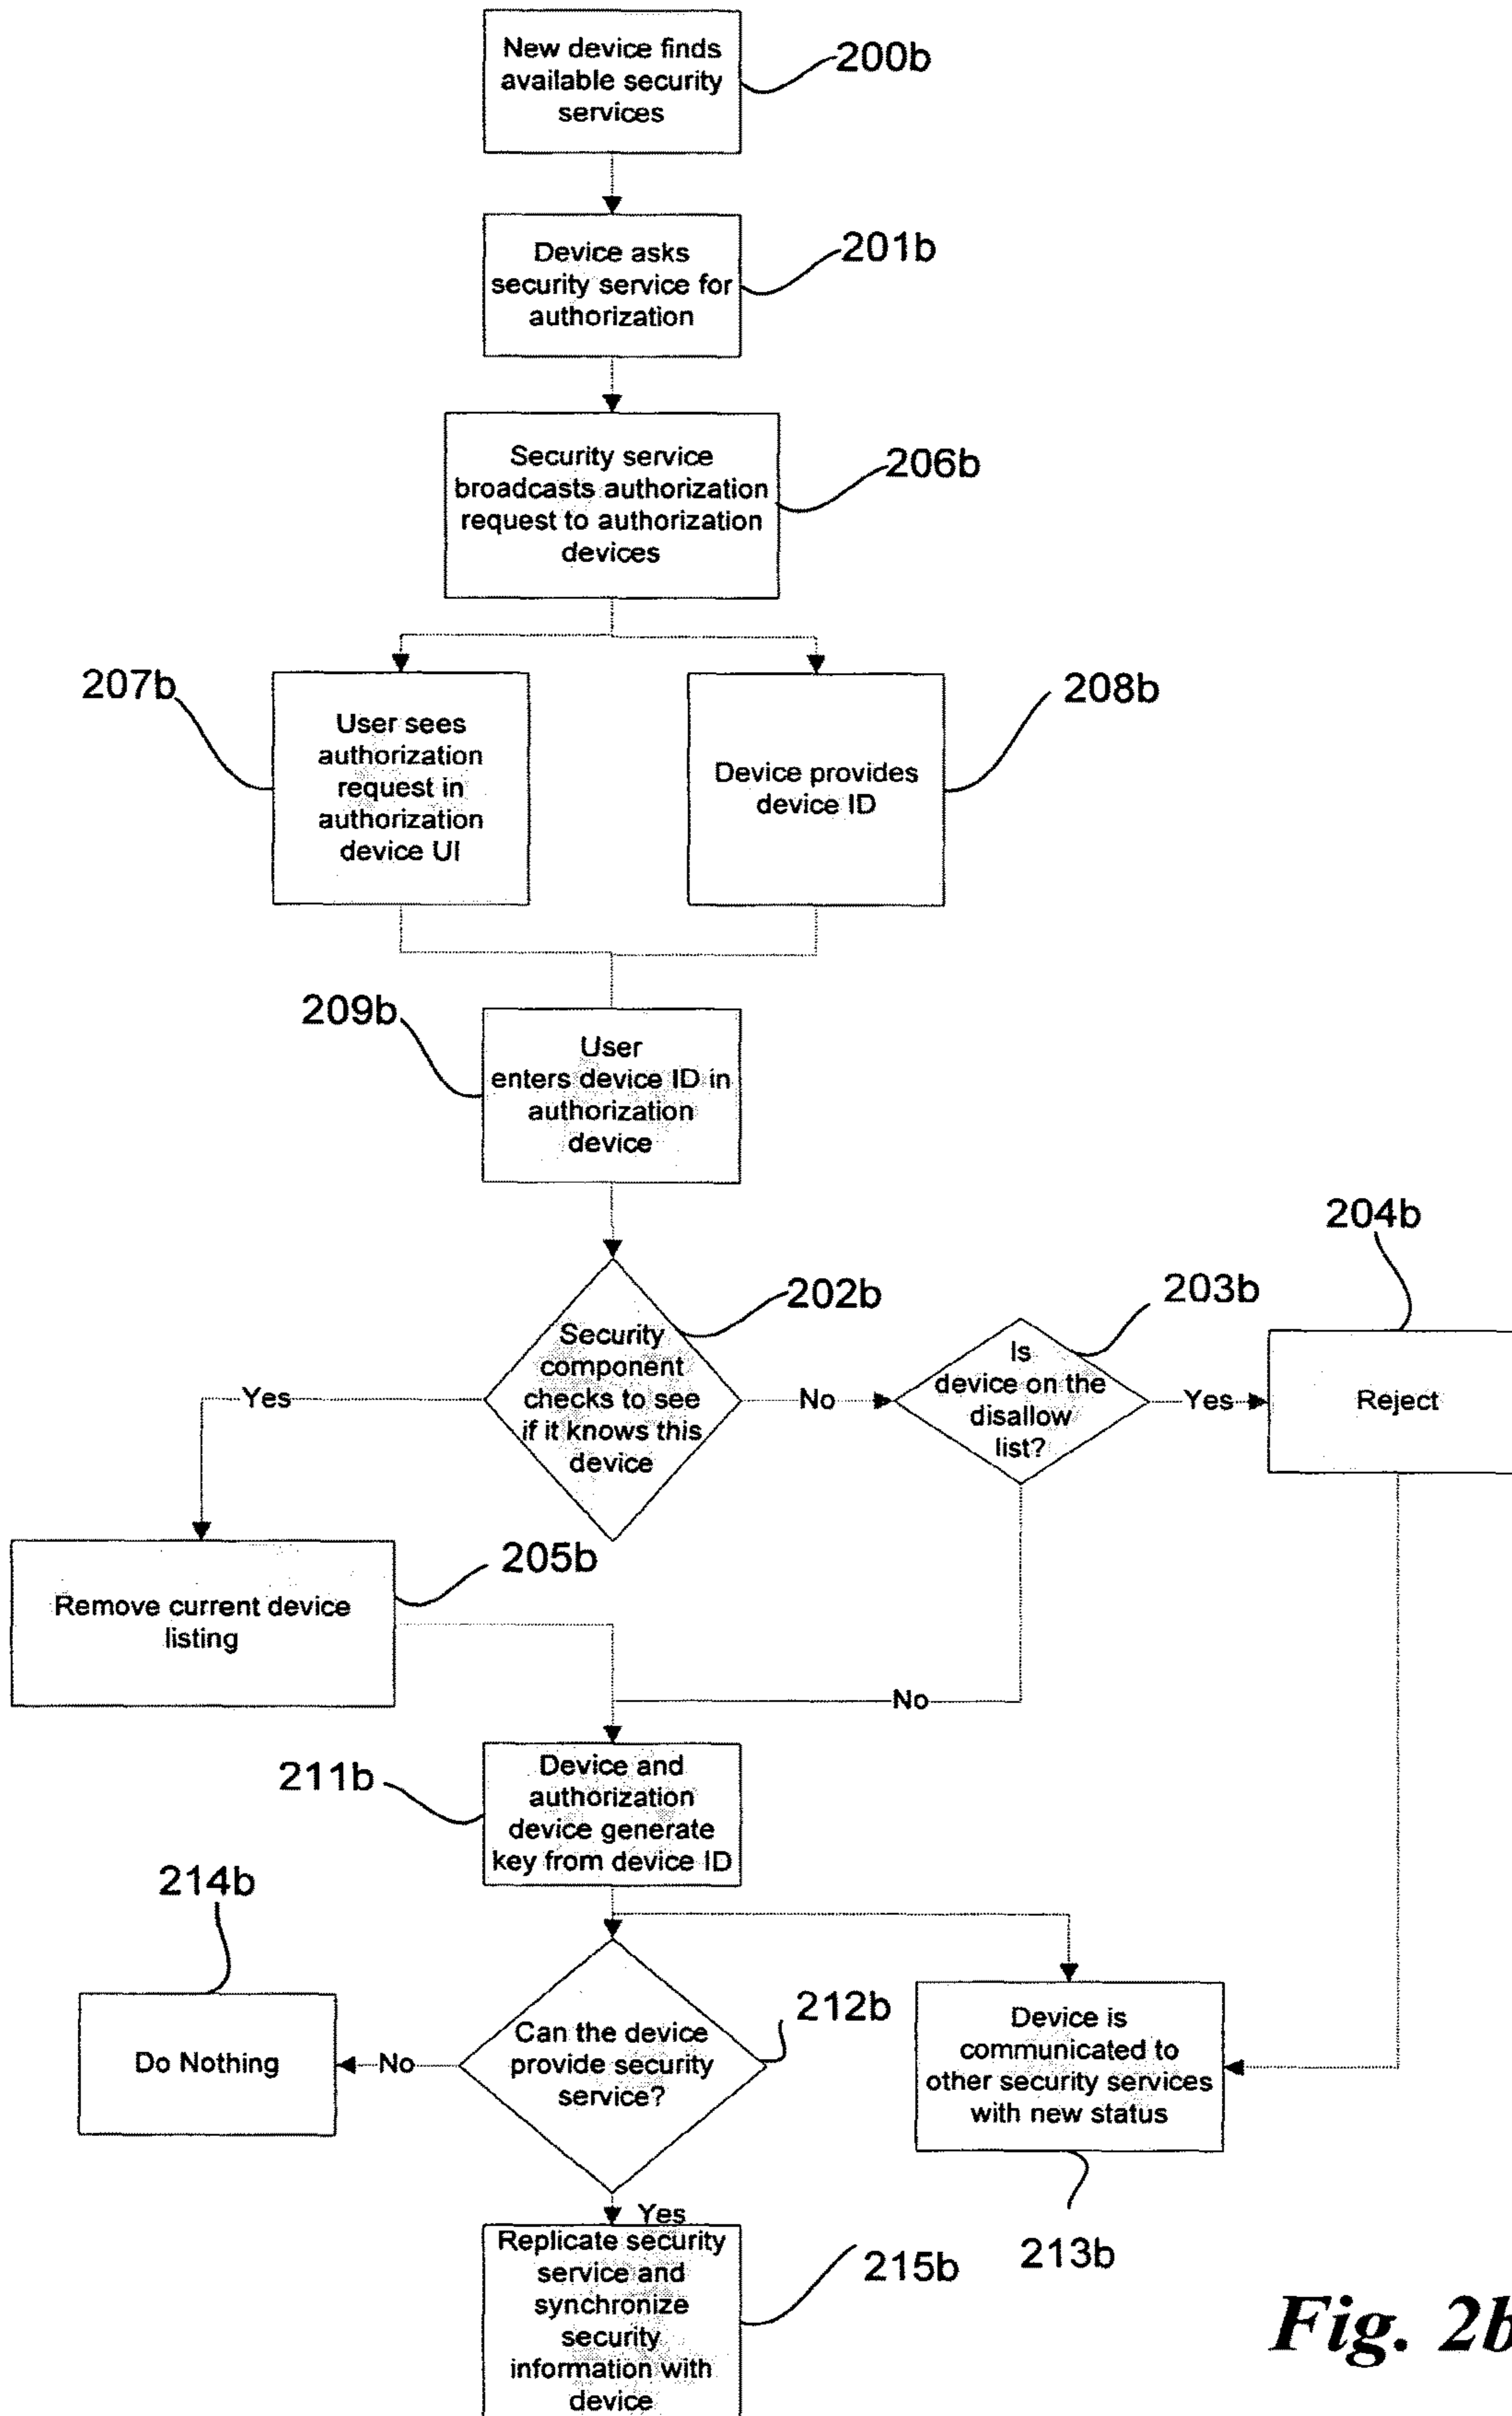 New device finds
available security
services
200b
Device asks
security service for
authorization
201b
Security service
broadcasts authorization
request to authorization
devices
206b
207b
User sees
authorization
request in
authorization
device UI
Device provides
device ID
208b
209b
User
enters device ID in
authorization
device
202b
Security
component
checks to see
if it knows this
device
Yes
No
203b
Is
device on the
disallow
list?
Yes
204b
Reject
205b
Remove current device
listing
No
211b
Device and
authorization
device generate
key from device ID
214b
Do Nothing
No
212b
Can the device
provide security
service?
Device is
communicated to
other security services
with new status
213b
Yes
Replicate security
service and
synchronize
security
information with
device
215b
Fig. 2b